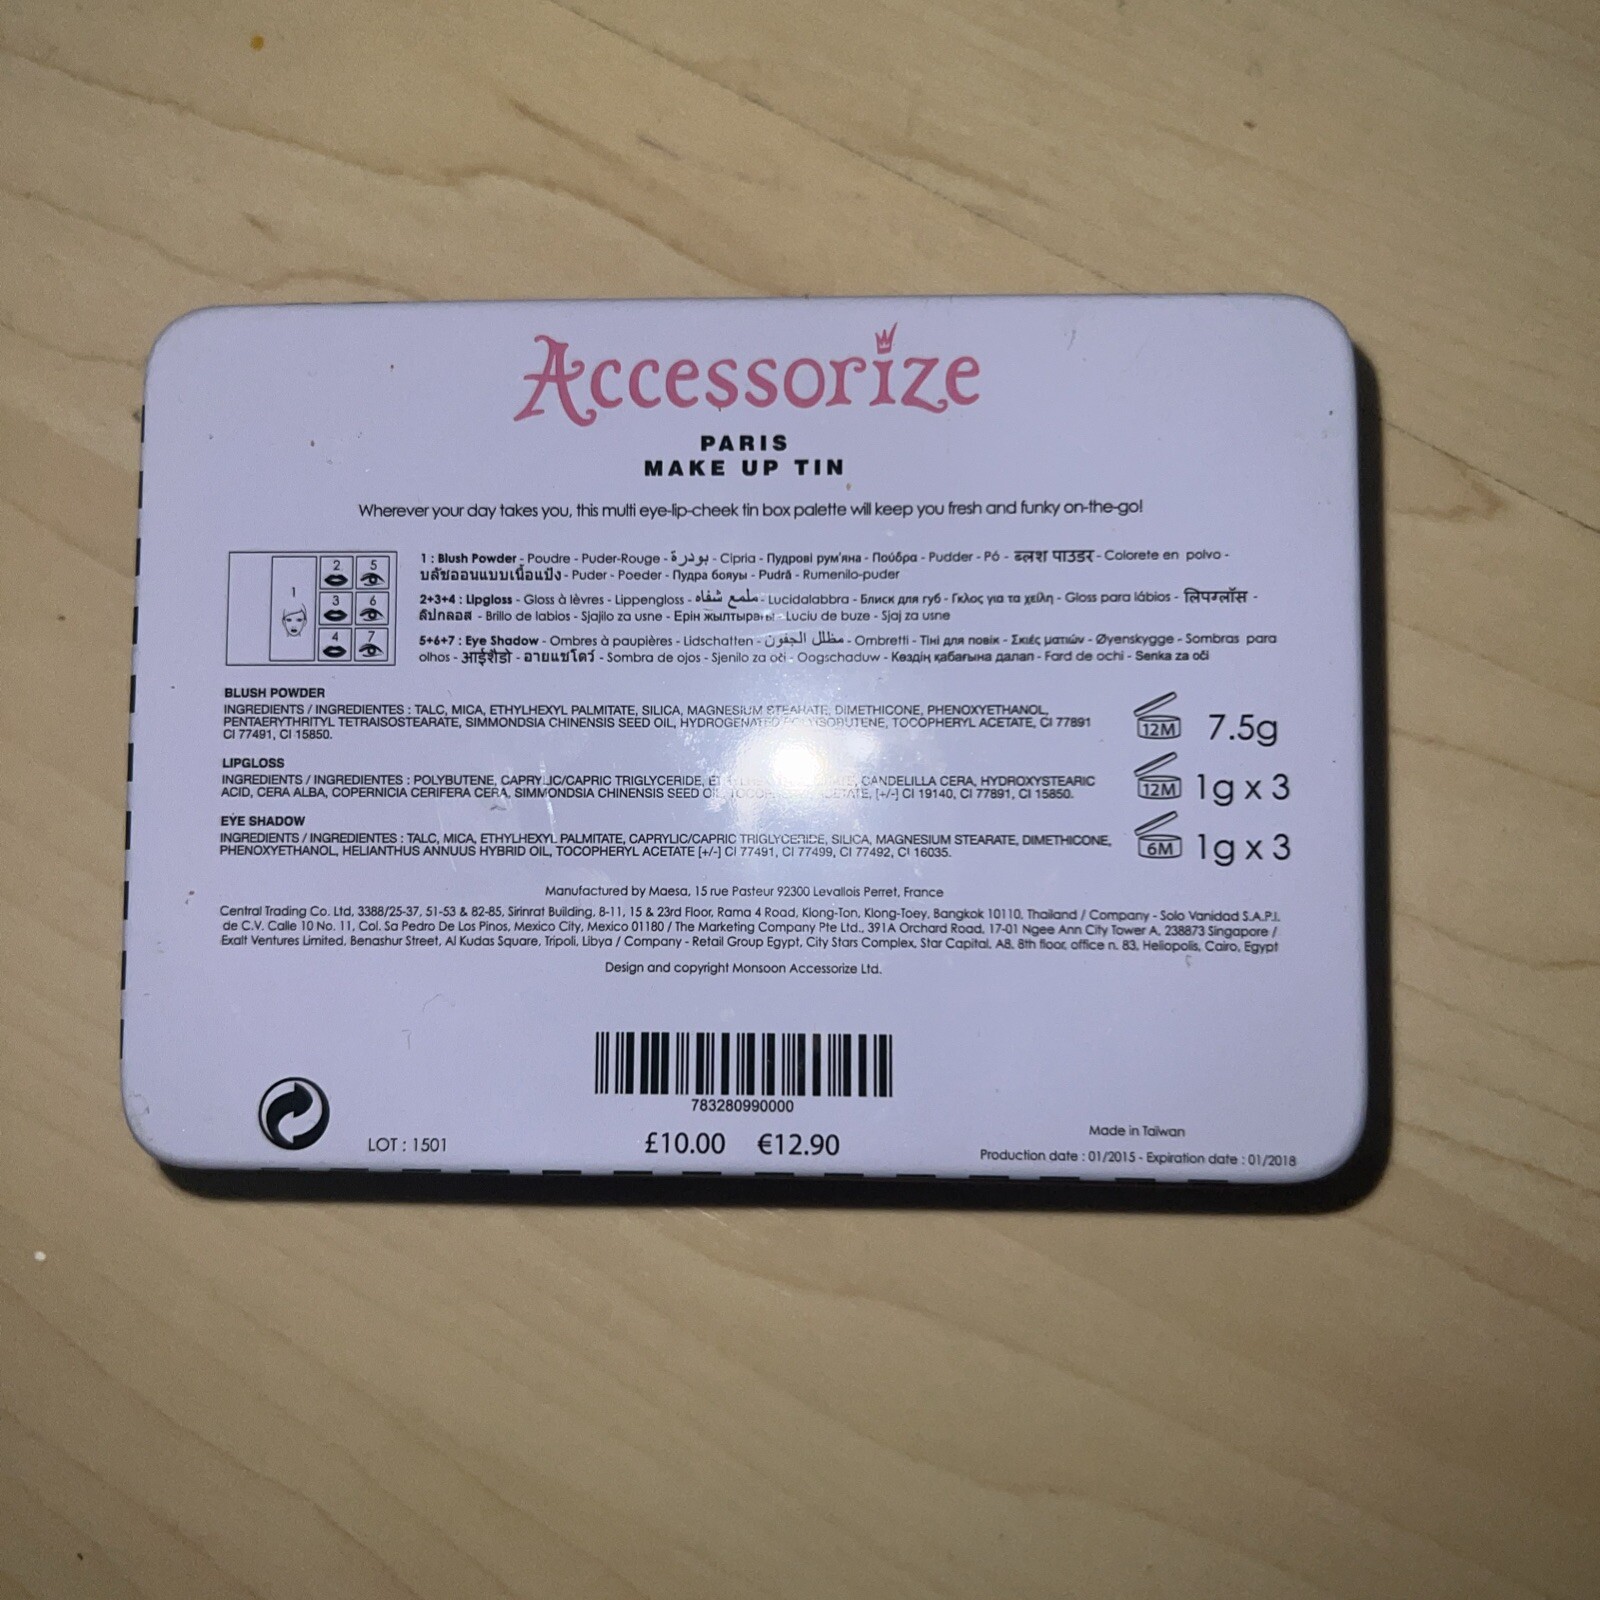 Accessorize
PARIS
MAKE UP TIN
Wherever your day takes you, this multi eye-lip-cheek tin box palette will keep you fresh and funky on-the-go!
1
2
5
3
6
4
7
1 : Blush Powder - Poudre - Puder-Rouge - بودرة - Cipria - Пудрові рум'яна - Πούδρα - Pudder - Pó - ब्लश पाउडर - Colorete en polvo -
บลัชออนแบบเนื้อแป้ง - Puder - Poeder - Пудра бояуы - Pudră - Rumenilo-puder
2+3+4 : Lipgloss - Gloss à lèvres - Lippengloss - ملمع شفاه - Lucidalabbra - Блиск для губ - Γκλος για τα χείλη - Gloss para lábios - लिपग्लॉस -
ลิปกลอส - Brillo de labios - Sjajilo za usne - Ерін жылтырағы - Luciu de buze - Sjaj za usne
5+6+7 : Eye Shadow - Ombres à paupières - Lidschatten - مظلل الجفون - Ombretti - Тіні для повік - Σκιές ματιών - Øyenskygge - Sombras para
olhos - आईशैडो - อายแชโดว์ - Sombra de ojos - Sjenilo za oči - Oogschaduw - Көздің қабағына далап - Fard de ochi - Senka za oči
BLUSH POWDER
INGREDIENTS / INGREDIENTES : TALC, MICA, ETHYLHEXYL PALMITATE, SILICA, MAGNESIUM STEARATE, DIMETHICONE, PHENOXYETHANOL,
PENTAERYTHRITYL TETRAISOSTEARATE, SIMMONDSIA CHINENSIS SEED OIL, HYDROGENATED POLYISOBUTENE, TOCOPHERYL ACETATE, CI 77891
CI 77491, CI 15850.
12M 7.5g
LIPGLOSS
INGREDIENTS / INGREDIENTES : POLYBUTENE, CAPRYLIC/CAPRIC TRIGLYCERIDE, CANDELILLA CERA, HYDROXYSTEARIC
ACID, CERA ALBA, COPERNICIA CERIFERA CERA, SIMMONDSIA CHINENSIS SEED OIL, TOCOPHERYL ACETATE, [+/-] CI 19140, CI 77891, CI 15850.
12M 1g x 3
EYE SHADOW
INGREDIENTS / INGREDIENTES : TALC, MICA, ETHYLHEXYL PALMITATE, CAPRYLIC/CAPRIC TRIGLYCERIDE, SILICA, MAGNESIUM STEARATE, DIMETHICONE,
PHENOXYETHANOL, HELIANTHUS ANNUUS HYBRID OIL, TOCOPHERYL ACETATE [+/-] CI 77491, CI 77499, CI 77492, CI 16035.
6M 1g x 3
Manufactured by Maesa, 15 rue Pasteur 92300 Levallois Perret, France
Central Trading Co. Ltd, 3388/25-37, 51-53 & 82-85, Sirinrat Building, 8-11, 15 & 23rd Floor, Rama 4 Road, Klong-Ton, Klong-Toey, Bangkok 10110, Thailand / Company - Solo Vanidad S.A.P.I.
de C.V. Calle 10 No. 11, Col. Sa Pedro De Los Pinos, Mexico City, Mexico 01180 / The Marketing Company Pte Ltd., 391A Orchard Road, 17-01 Ngee Ann City Tower A, 238873 Singapore /
Exalt Ventures Limited, Benashur Street, Al Kudas Square, Tripoli, Libya / Company - Retail Group Egypt, City Stars Complex, Star Capital, A8, 8th floor, office n. 83, Heliopolis, Cairo, Egypt
Design and copyright Monsoon Accessorize Ltd.
783280990000
LOT : 1501
£10.00 €12.90
Made in Taiwan
Production date : 01/2015 - Expiration date : 01/2018